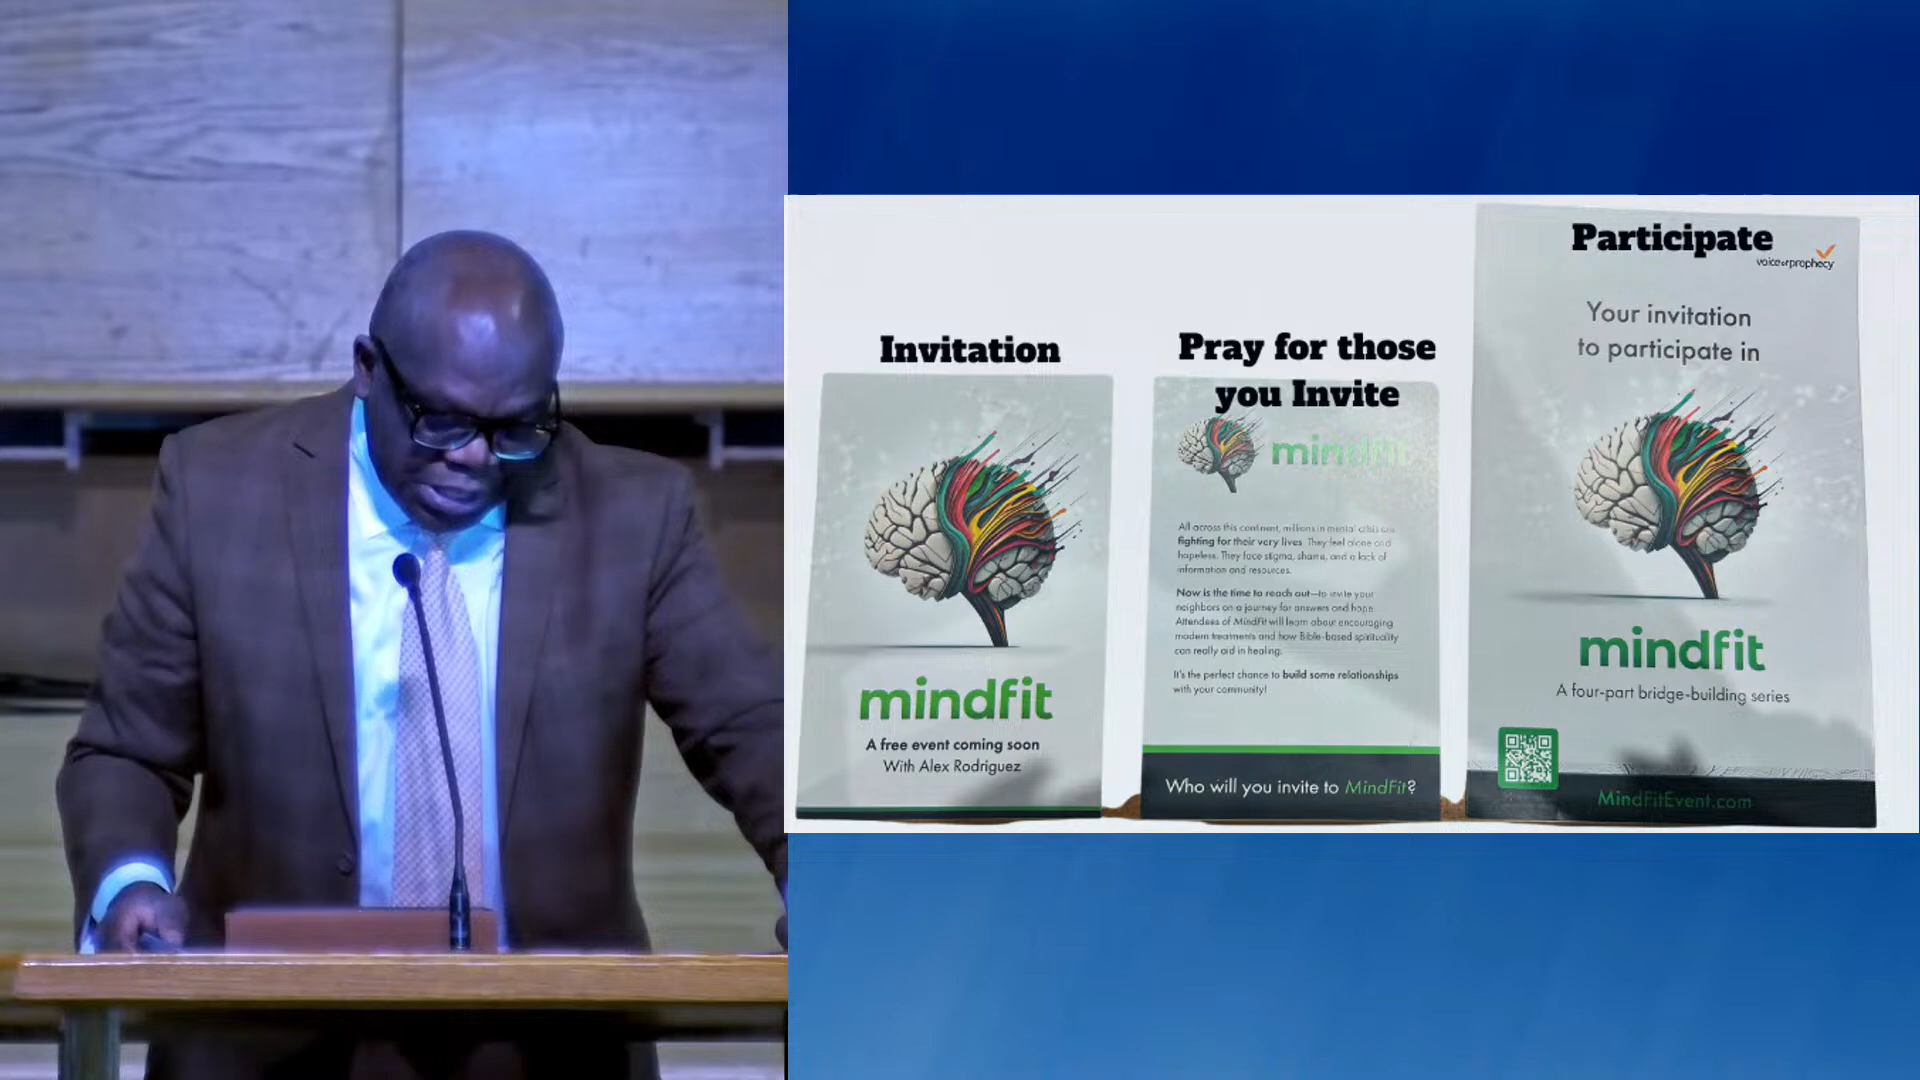 Invitation
mindfit
A free event coming soon
With Alex Rodriguez
Pray for those
you Invite
mindfit
All across this continent, millions in mental crisis are
fighting for their very lives. They feel alone and
hopeless. They face stigma, shame, and a lack of
information and resources.
Now is the time to reach out—to invite your
neighbors on a journey for answers and hope.
Attendees of MindFit will learn about encouraging
modern treatments and how Bible-based spirituality
can really aid in healing.
It's the perfect chance to build some relationships
with your community!
Who will you invite to MindFit?
Participate
voice of prophecy
Your invitation
to participate in
mindfit
A four-part bridge-building series
MindFitEvent.com